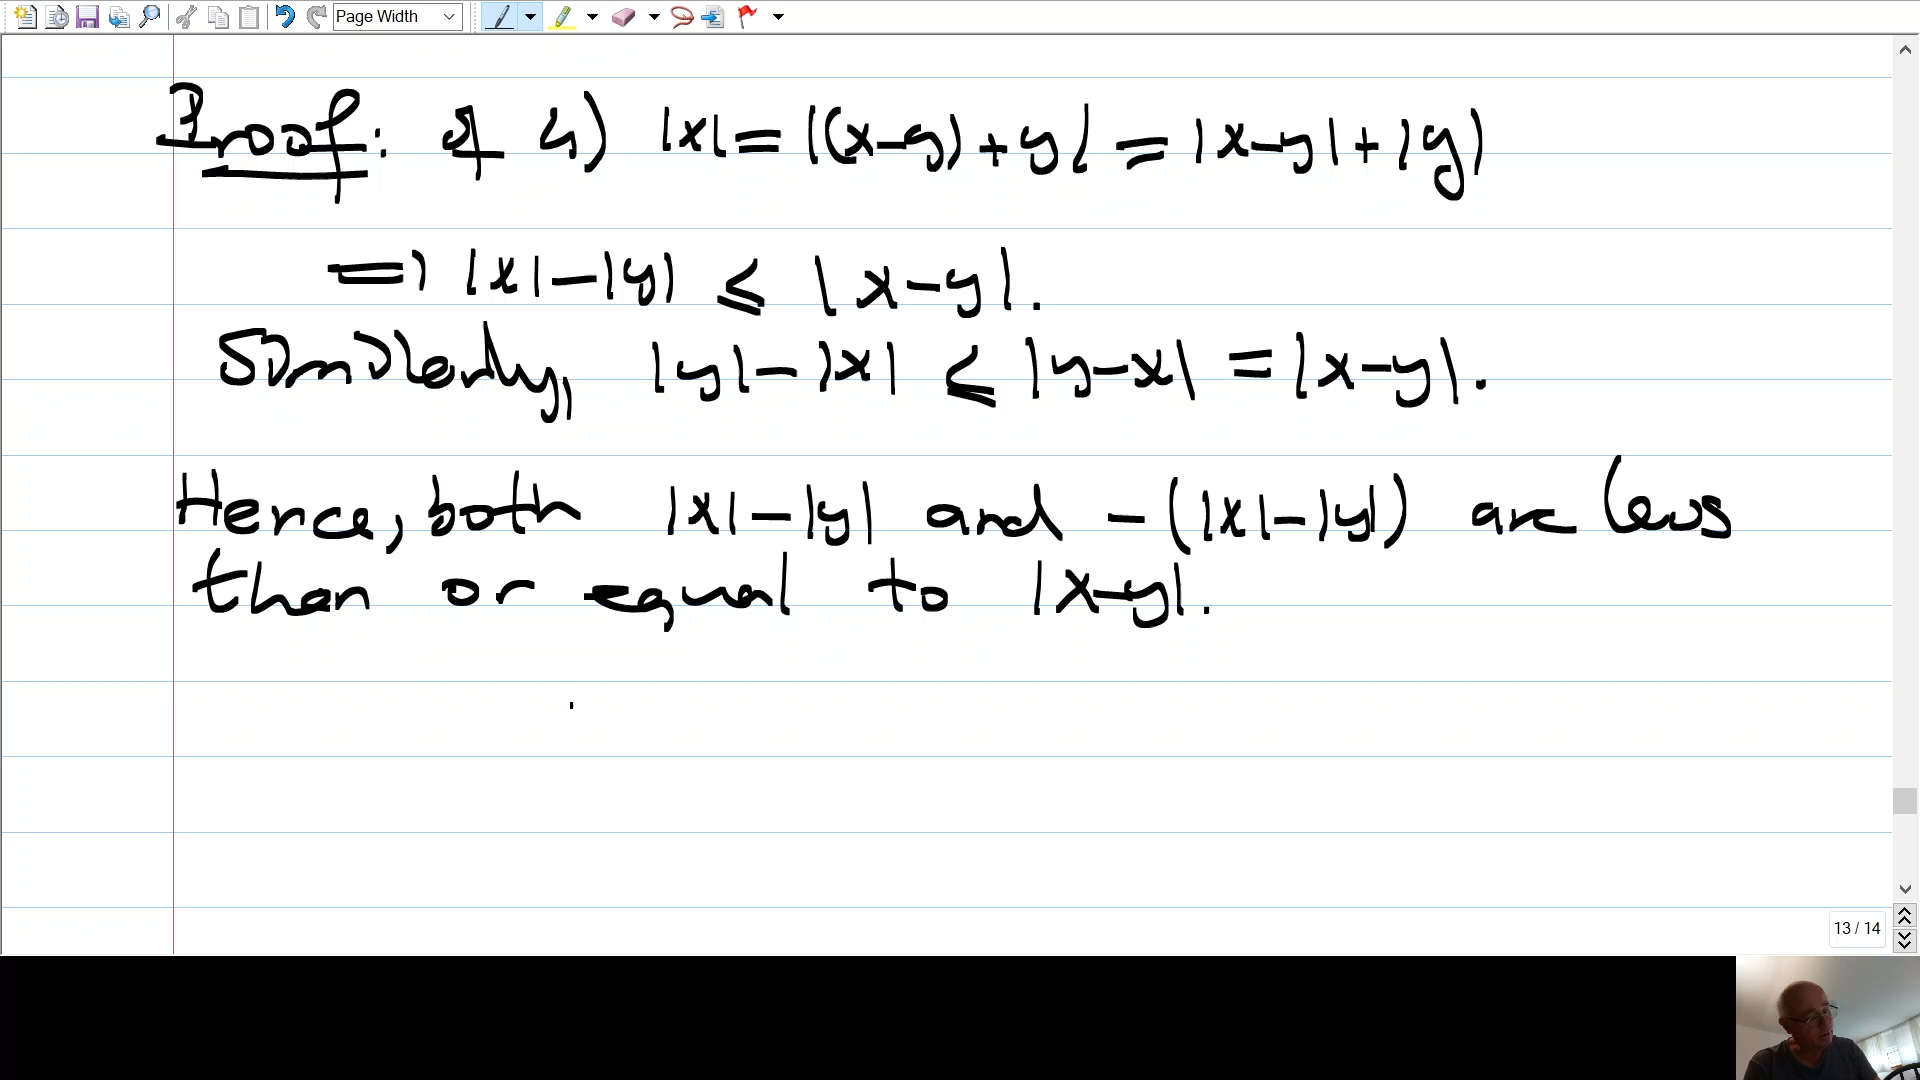 Page Width
Proof: of 4) |x| = |(x-y) + y| = |x-y| + |y|
=> |x| - |y| ≤ |x-y|.
Similarly, |y| - |x| ≤ |y-x| = |x-y|.
Hence, both |x| - |y| and -(|x| - |y|) are less
than or equal to |x-y|.
13 / 14